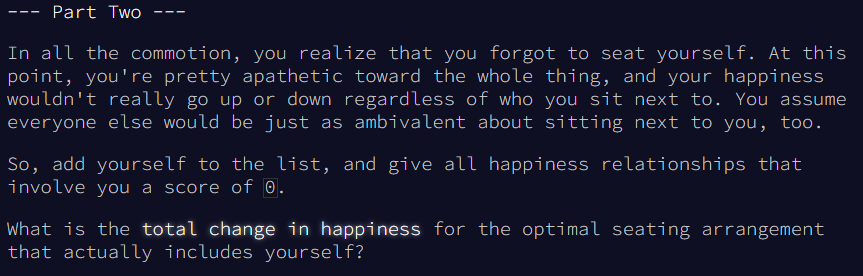 --- Part Two ---
In all the commotion, you realize that you forgot to seat yourself. At this
point, you're pretty apathetic toward the whole thing, and your happiness
wouldn't really go up or down regardless of who you sit next to. You assume
everyone else would be just as ambivalent about sitting next to you, too.
So, add yourself to the list, and give all happiness relationships that
involve you a score of 0.
What is the total change in happiness for the optimal seating arrangement
that actually includes yourself?